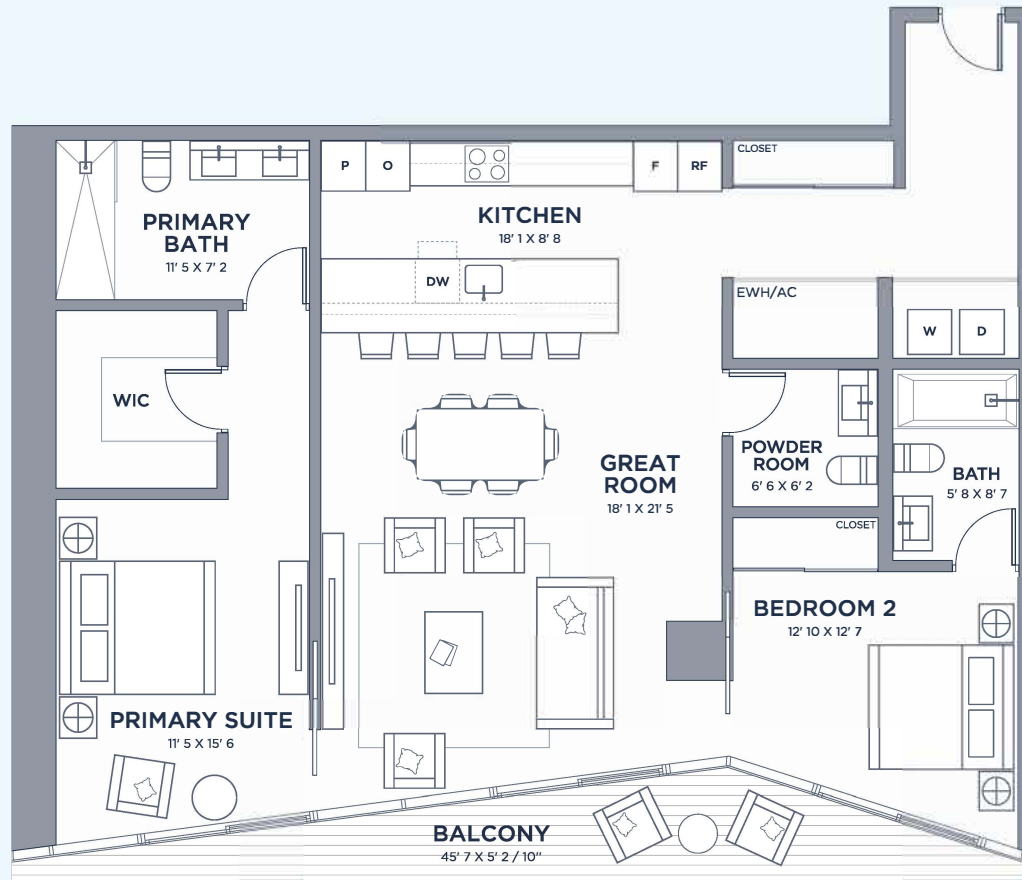 CLOSET
P
O
F
RF
KITCHEN
18' 1 X 8' 8
PRIMARY
BATH
11' 5 X 7' 2
DW
EWH/AC
W
D
WIC
POWDER
ROOM
6' 6 X 6' 2
GREAT
ROOM
18' 1 X 21' 5
BATH
5' 8 X 8' 7
CLOSET
BEDROOM 2
12' 10 X 12' 7
PRIMARY SUITE
11' 5 X 15' 6
BALCONY
45' 7 X 5' 2 / 10"